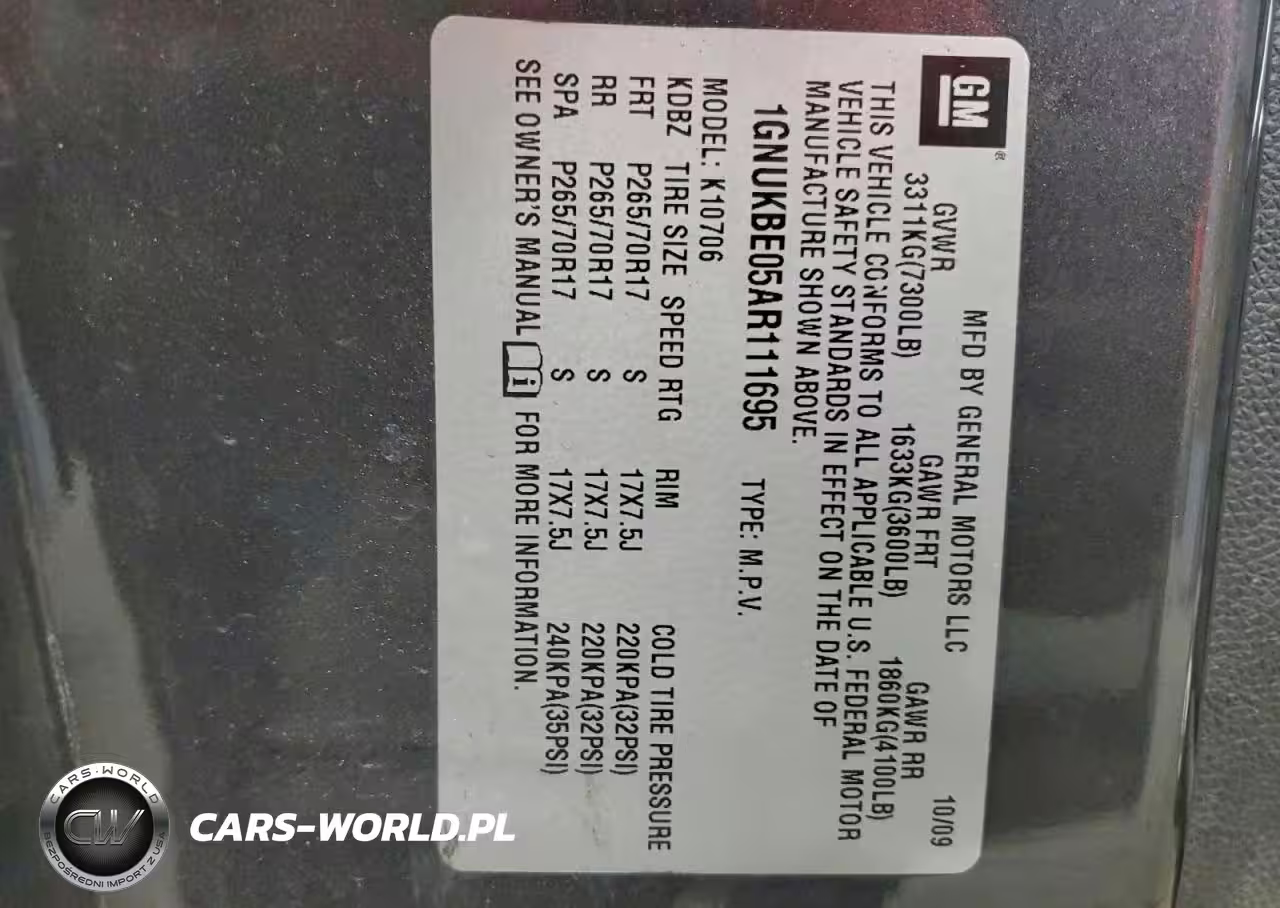 GM®
MFD BY GENERAL MOTORS LLC 10/09
GVWR GAWR FRT GAWR RR
3311KG(7300LB) 1633KG(3600LB) 1860KG(4100LB)
THIS VEHICLE CONFORMS TO ALL APPLICABLE U.S. FEDERAL MOTOR
VEHICLE SAFETY STANDARDS IN EFFECT ON THE DATE OF
MANUFACTURE SHOWN ABOVE.
1GNUKBE05AR111695 TYPE: M.P.V.
MODEL: K10706
KDBZ TIRE SIZE SPEED RTG RIM COLD TIRE PRESSURE
FRT P265/70R17 S 17X7.5J 220KPA(32PSI)
RR P265/70R17 S 17X7.5J 220KPA(32PSI)
SPA P265/70R17 S 17X7.5J 240KPA(35PSI)
SEE OWNER'S MANUAL i FOR MORE INFORMATION.
CARS-WORLD
CW
BEZPOŚREDNI IMPORT Z USA
CARS-WORLD.PL